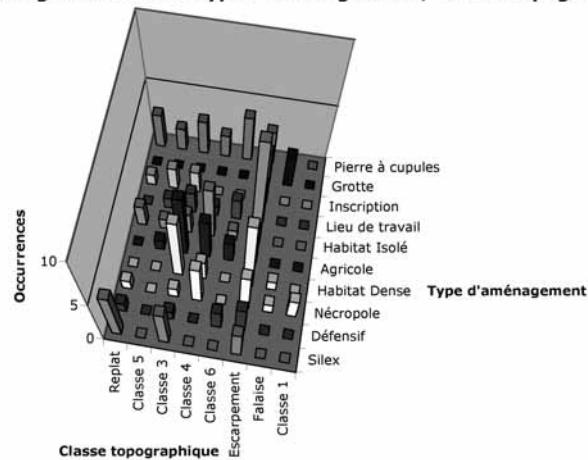 10
5
0
Occurrences
Pierre à cupules
Grotte
Inscription
Lieu de travail
Habitat Isolé
Agricole
Habitat Dense
Nécropole
Défensif
Silex
Type d'aménagement
Replat
Classe 5
Classe 3
Classe 4
Classe 6
Escarpement
Falaise
Classe 1
Classe topographique